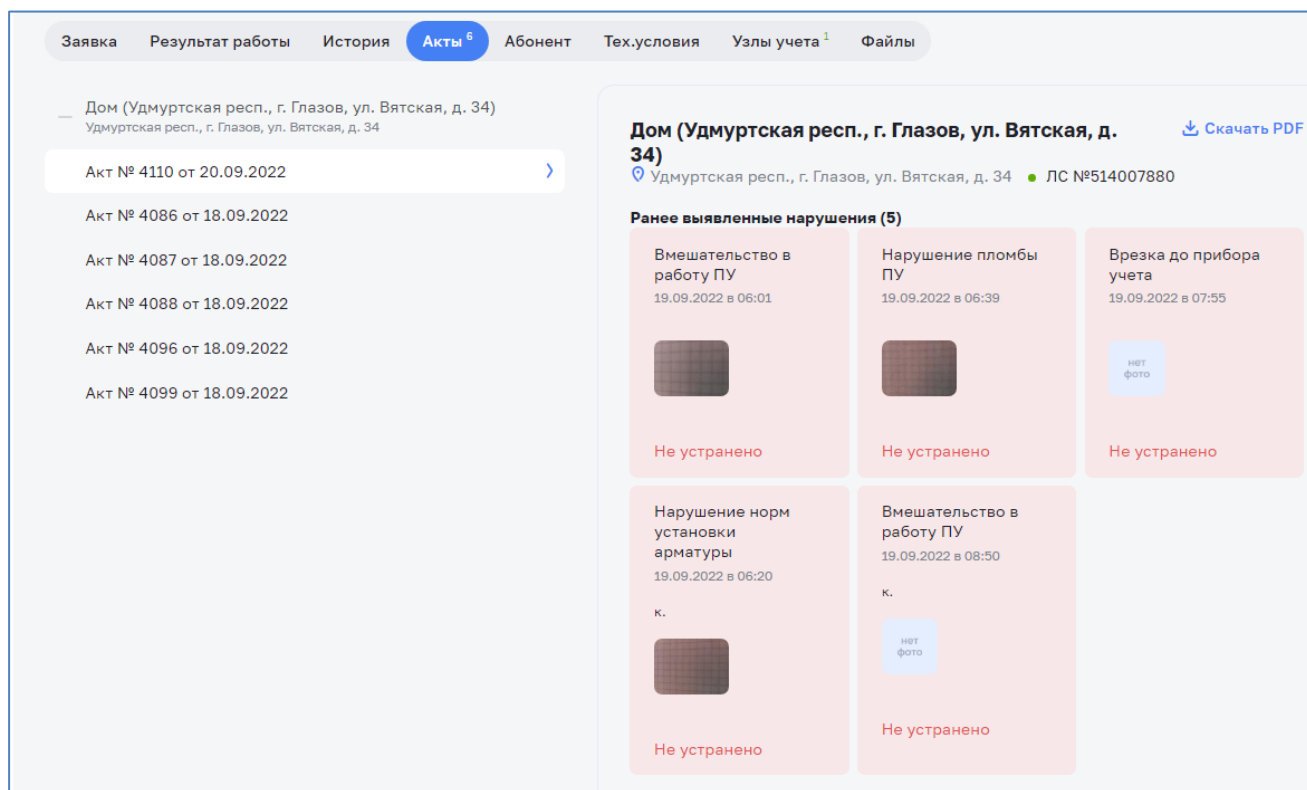 Заявка Результат работы История Акты 6 Абонент Тех.условия Узлы учета 1 Файлы
Дом (Удмуртская респ., г. Глазов, ул. Вятская, д. 34)
Удмуртская респ., г. Глазов, ул. Вятская, д. 34
Акт № 4110 от 20.09.2022
Акт № 4086 от 18.09.2022
Акт № 4087 от 18.09.2022
Акт № 4088 от 18.09.2022
Акт № 4096 от 18.09.2022
Акт № 4099 от 18.09.2022
Дом (Удмуртская респ., г. Глазов, ул. Вятская, д.
34)
Скачать PDF
Удмуртская респ., г. Глазов, ул. Вятская, д. 34 ЛС №514007880
Ранее выявленные нарушения (5)
Вмешательство в
работу ПУ
19.09.2022 в 06:01
Не устранено
Нарушение пломбы
ПУ
19.09.2022 в 06:39
Не устранено
Врезка до прибора
учета
19.09.2022 в 07:55
нет
фото
Не устранено
Нарушение норм
установки
арматуры
19.09.2022 в 06:20
к.
Не устранено
Вмешательство в
работу ПУ
19.09.2022 в 08:50
к.
нет
фото
Не устранено